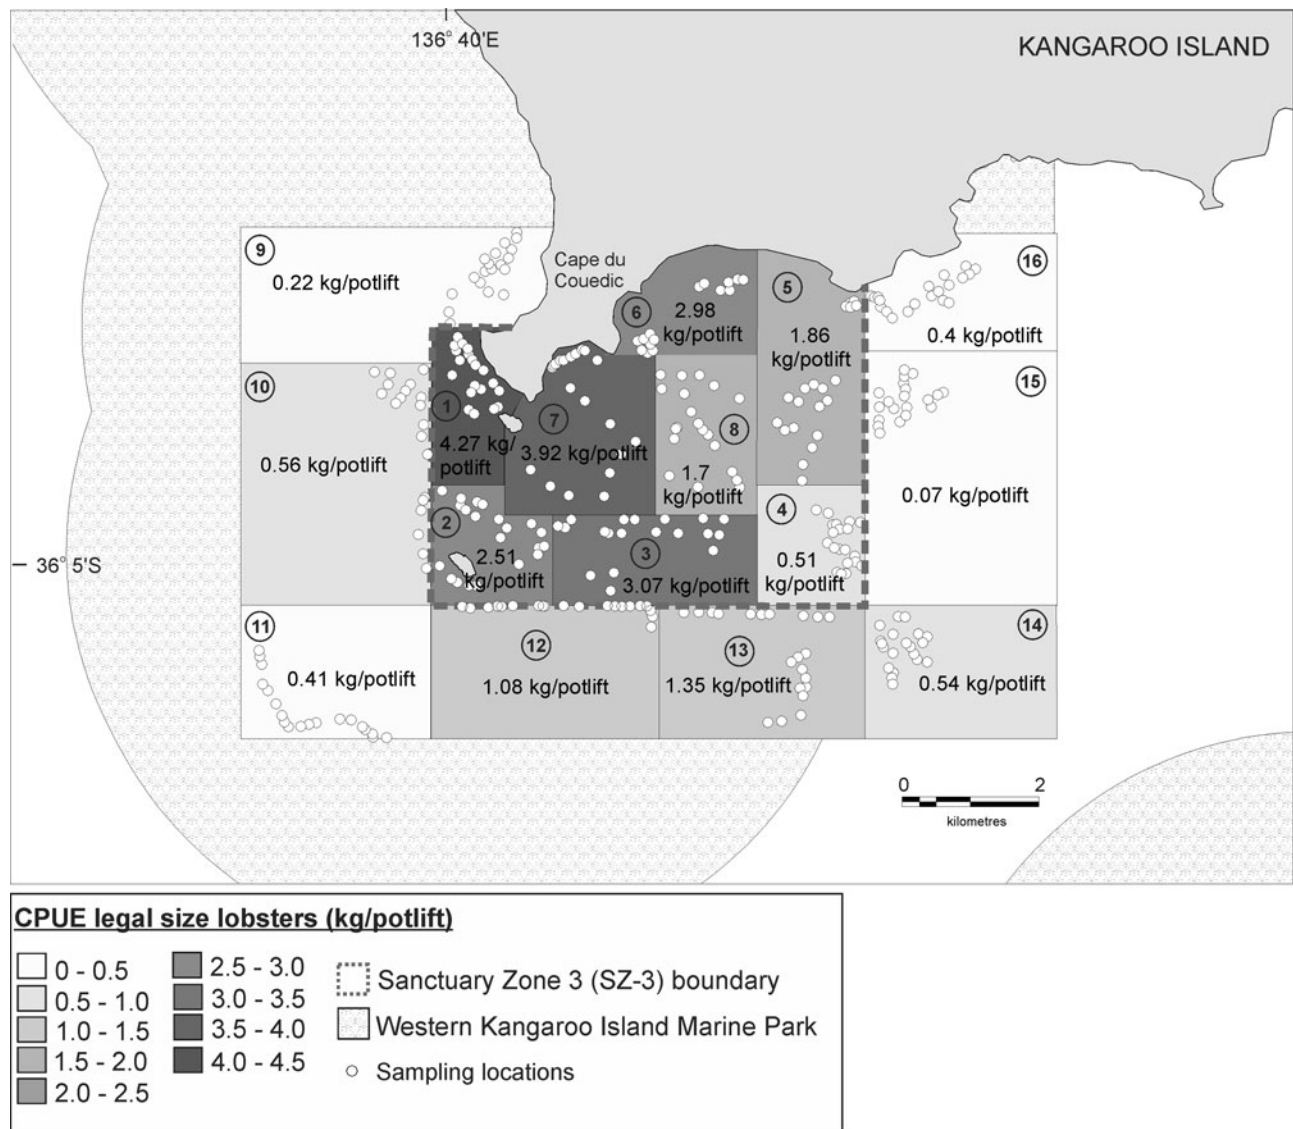 136° 40'E
KANGAROO ISLAND
9
0.22 kg/potlift
Cape du
Couedic
16
0.4 kg/potlift
6
2.98
kg/potlift
5
1.86
kg/potlift
10
0.56 kg/potlift
1
4.27 kg/
potlift
7
3.92 kg/potlift
8
1.7
kg/potlift
15
0.07 kg/potlift
36° 5'S
2
2.51
kg/potlift
3
3.07 kg/potlift
4
0.51
kg/potlift
11
0.41 kg/potlift
12
1.08 kg/potlift
13
1.35 kg/potlift
14
0.54 kg/potlift
0 2
kilometres
CPUE legal size lobsters (kg/potlift)
0 - 0.5
0.5 - 1.0
1.0 - 1.5
1.5 - 2.0
2.0 - 2.5
2.5 - 3.0
3.0 - 3.5
3.5 - 4.0
4.0 - 4.5
Sanctuary Zone 3 (SZ-3) boundary
Western Kangaroo Island Marine Park
Sampling locations